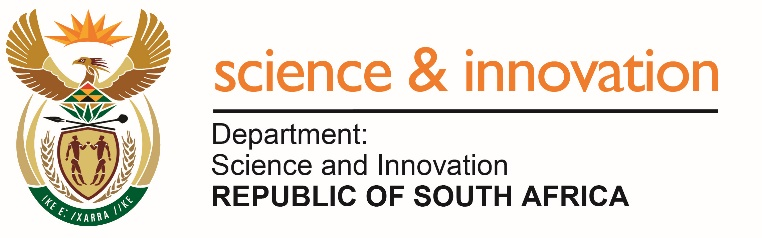 science & innovation
Department:
Science and Innovation
REPUBLIC OF SOUTH AFRICA
!KE E: /XARRA //KE